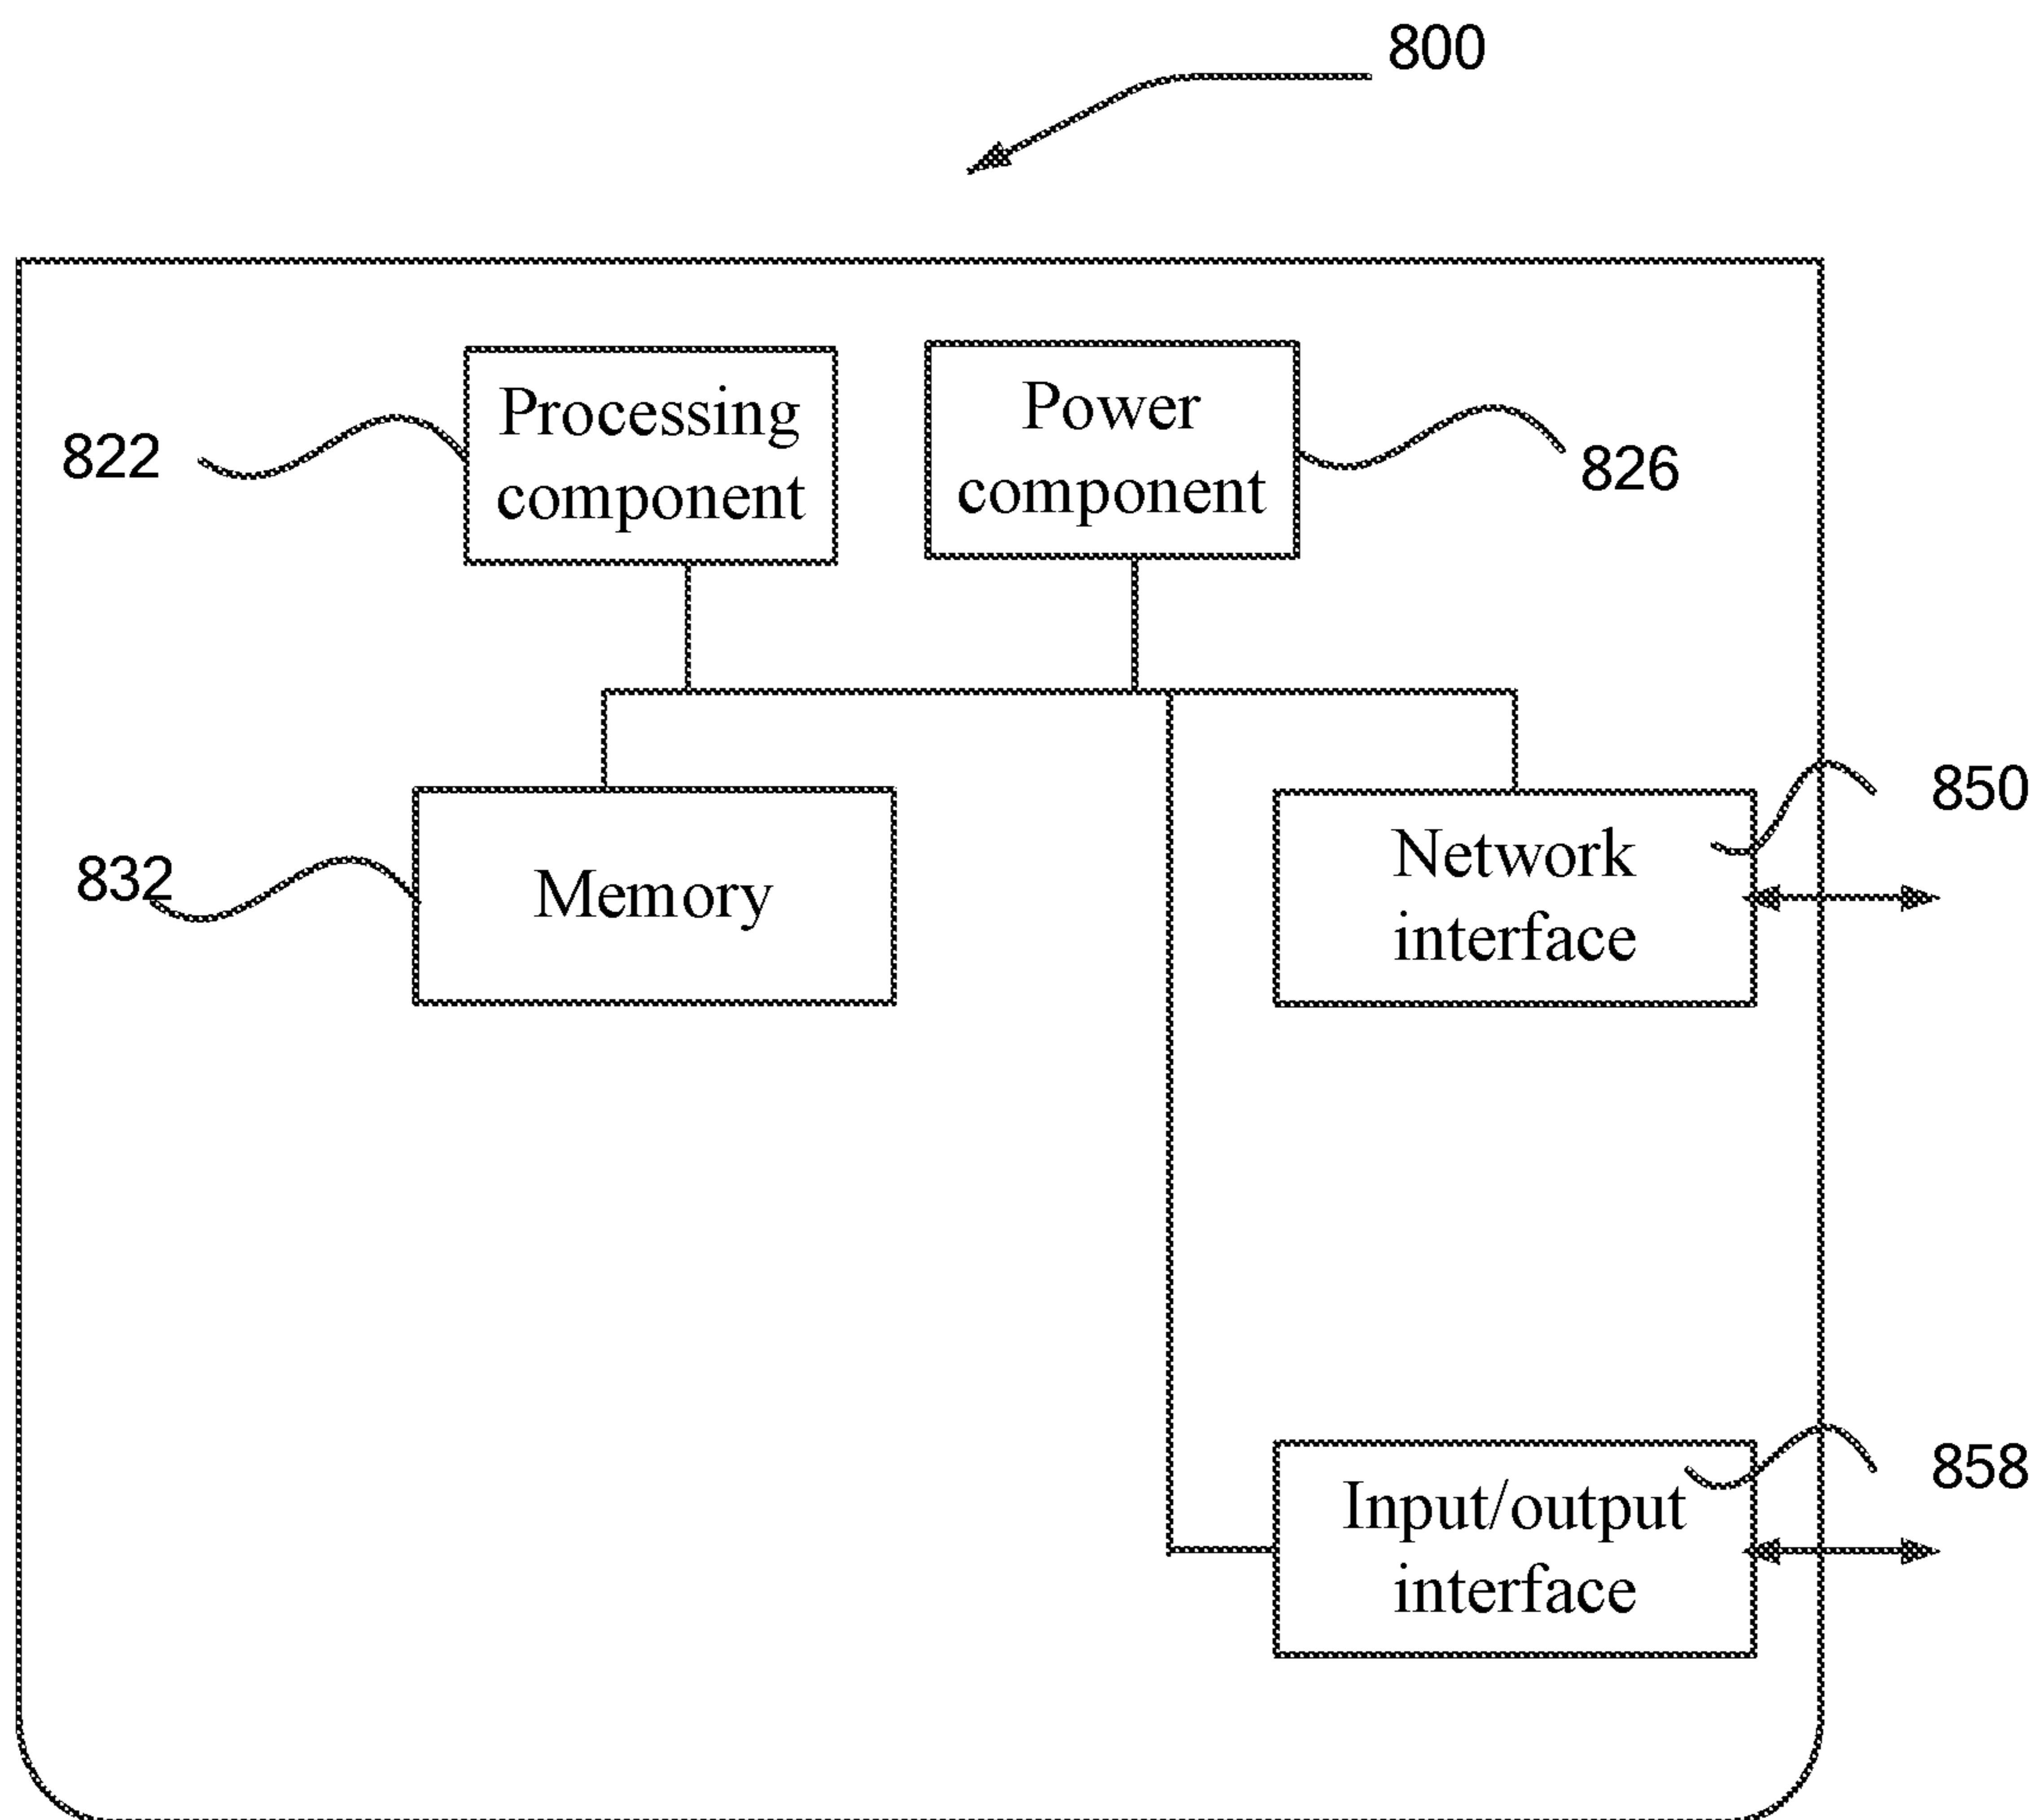 800
Processing
component
Power
component
822
826
850
Network
interface
832
Memory
858
Input/output
interface